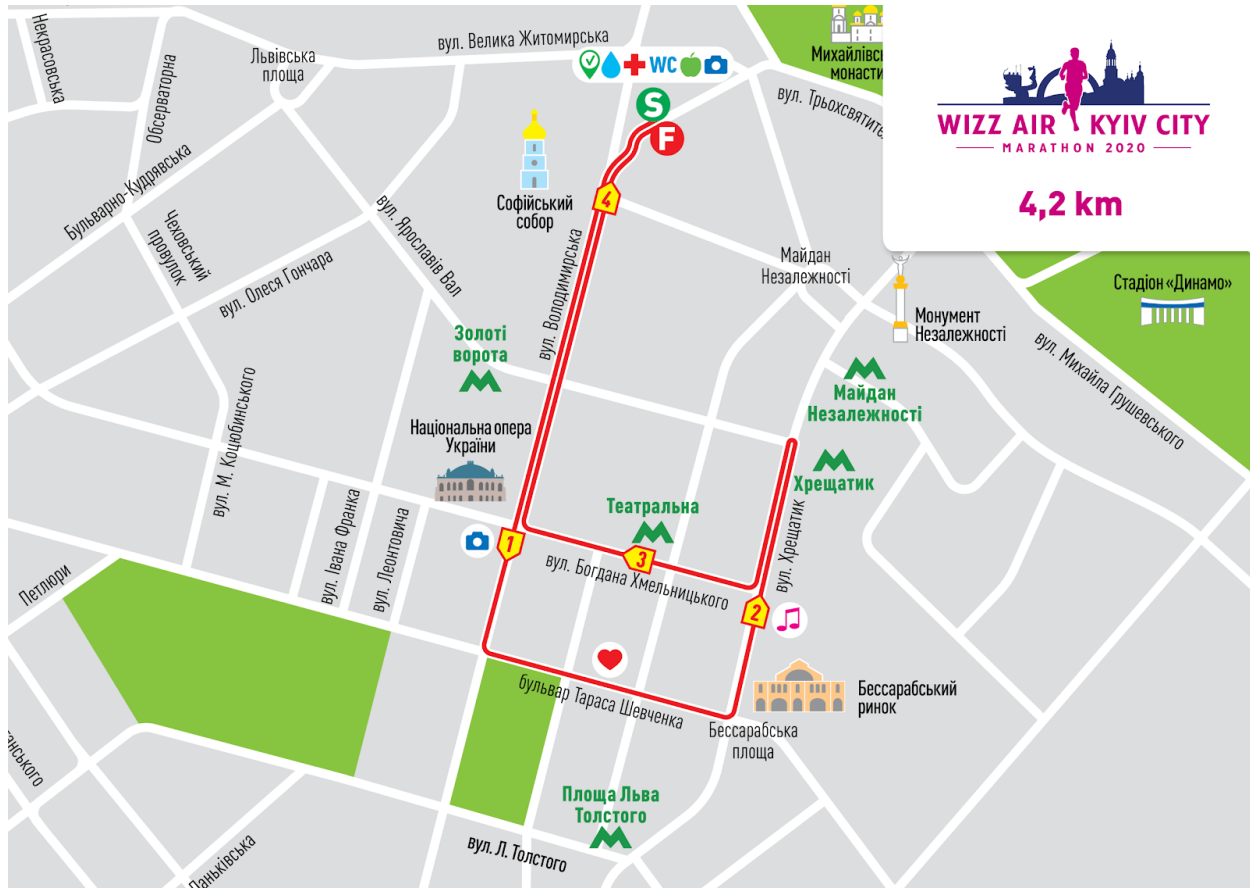 Некрасовська
Обсерваторна
Львівська
площа
вул. Велика Житомирська
WC
S
F
Михайлівс
монасти
вул. Трьохсвятите
WIZZ AIR KYIV CITY
MARATHON 2020
4,2 km
Бульварно-Кудрявська
Чеховський
провулок
вул. Ярославів Вал
вул. Олеся Гончара
Софійський
собор
4
вул. Володимирська
Майдан
Незалежності
Монумент
Незалежності
Стадіон «Динамо»
вул. Михайла Грушевського
Золоті
ворота
Майдан
Незалежності
вул. М. Коцюбинського
Національна опера
України
Хрещатик
Театральна
вул. Хрещатик
вул. Івана Франка
вул. Леонтовича
1
3
вул. Богдана Хмельницького
2
Петлюри
бульвар Тараса Шевченка
Бессарабський
ринок
Бессарабська
площа
анського
Площа Льва
Толстого
вул. Л. Толстого
Паньківська